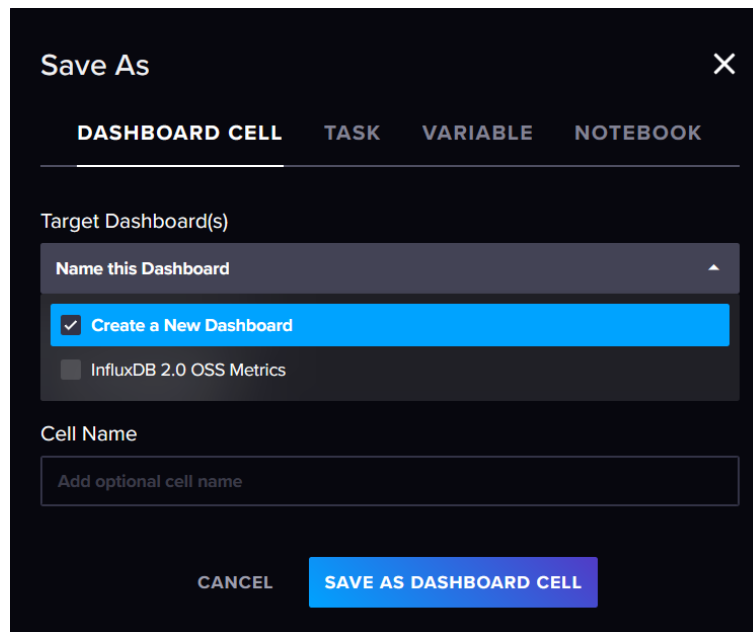 Save As
DASHBOARD CELL TASK VARIABLE NOTEBOOK
Target Dashboard(s)
Name this Dashboard
Create a New Dashboard
InfluxDB 2.0 OSS Metrics
Cell Name
Add optional cell name
CANCEL SAVE AS DASHBOARD CELL